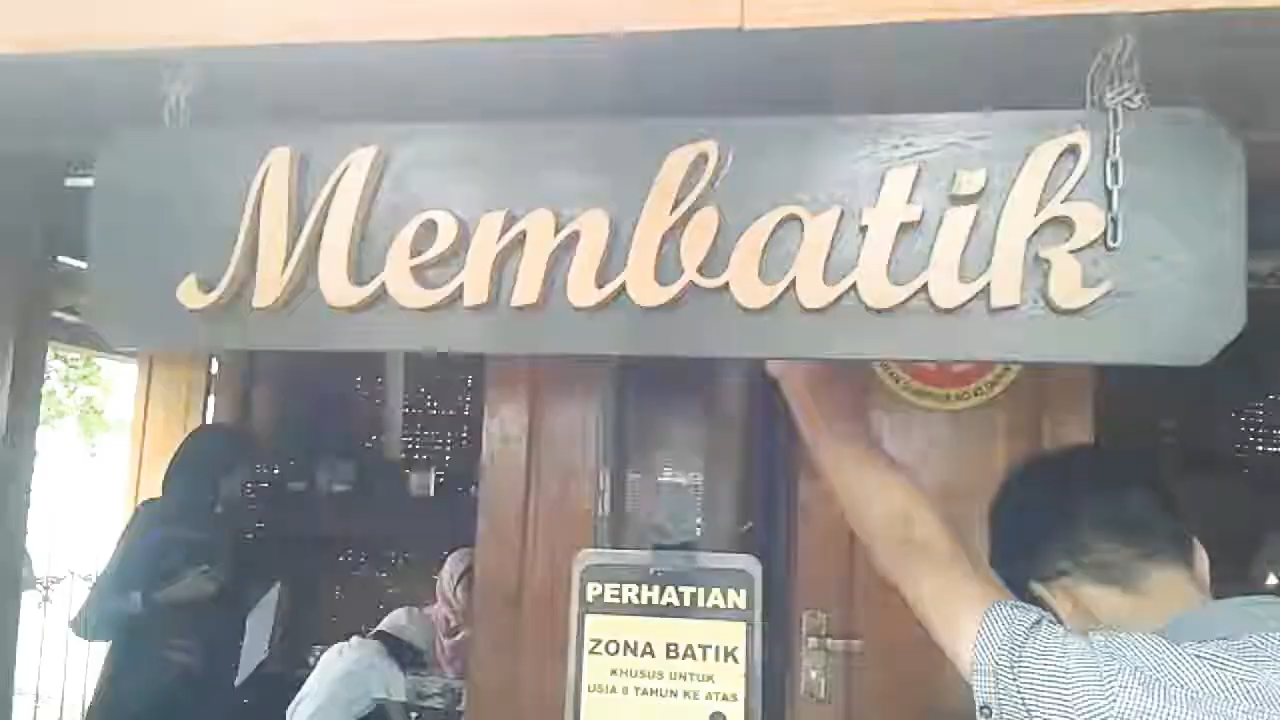 Membatik
PERHATIAN
ZONA BATIK
KHUSUS UNTUK
USIA 8 TAHUN KE ATAS